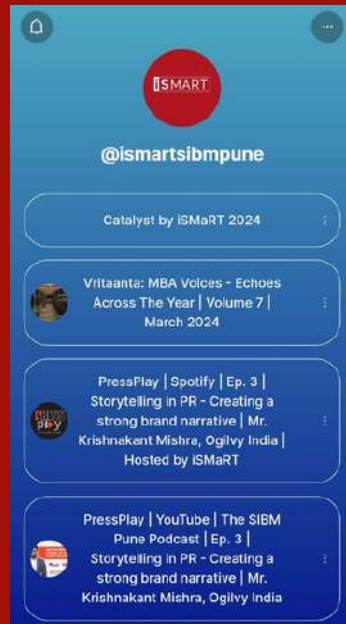 iSMART
@ismartsibmpune
Catalyst by iSMaRT 2024
Vritaanta: MBA Voices - Echoes
Across The Year | Volume 7 |
March 2024
PressPlay | Spotify | Ep. 3 |
Storytelling in PR - Creating a
strong brand narrative | Mr.
Krishnakant Mishra, Ogilvy India |
Hosted by iSMaRT
play
PressPlay | YouTube | The SIBM
Pune Podcast | Ep. 3 |
Storytelling in PR - Creating a
strong brand narrative | Mr.
Krishnakant Mishra, Ogilvy India